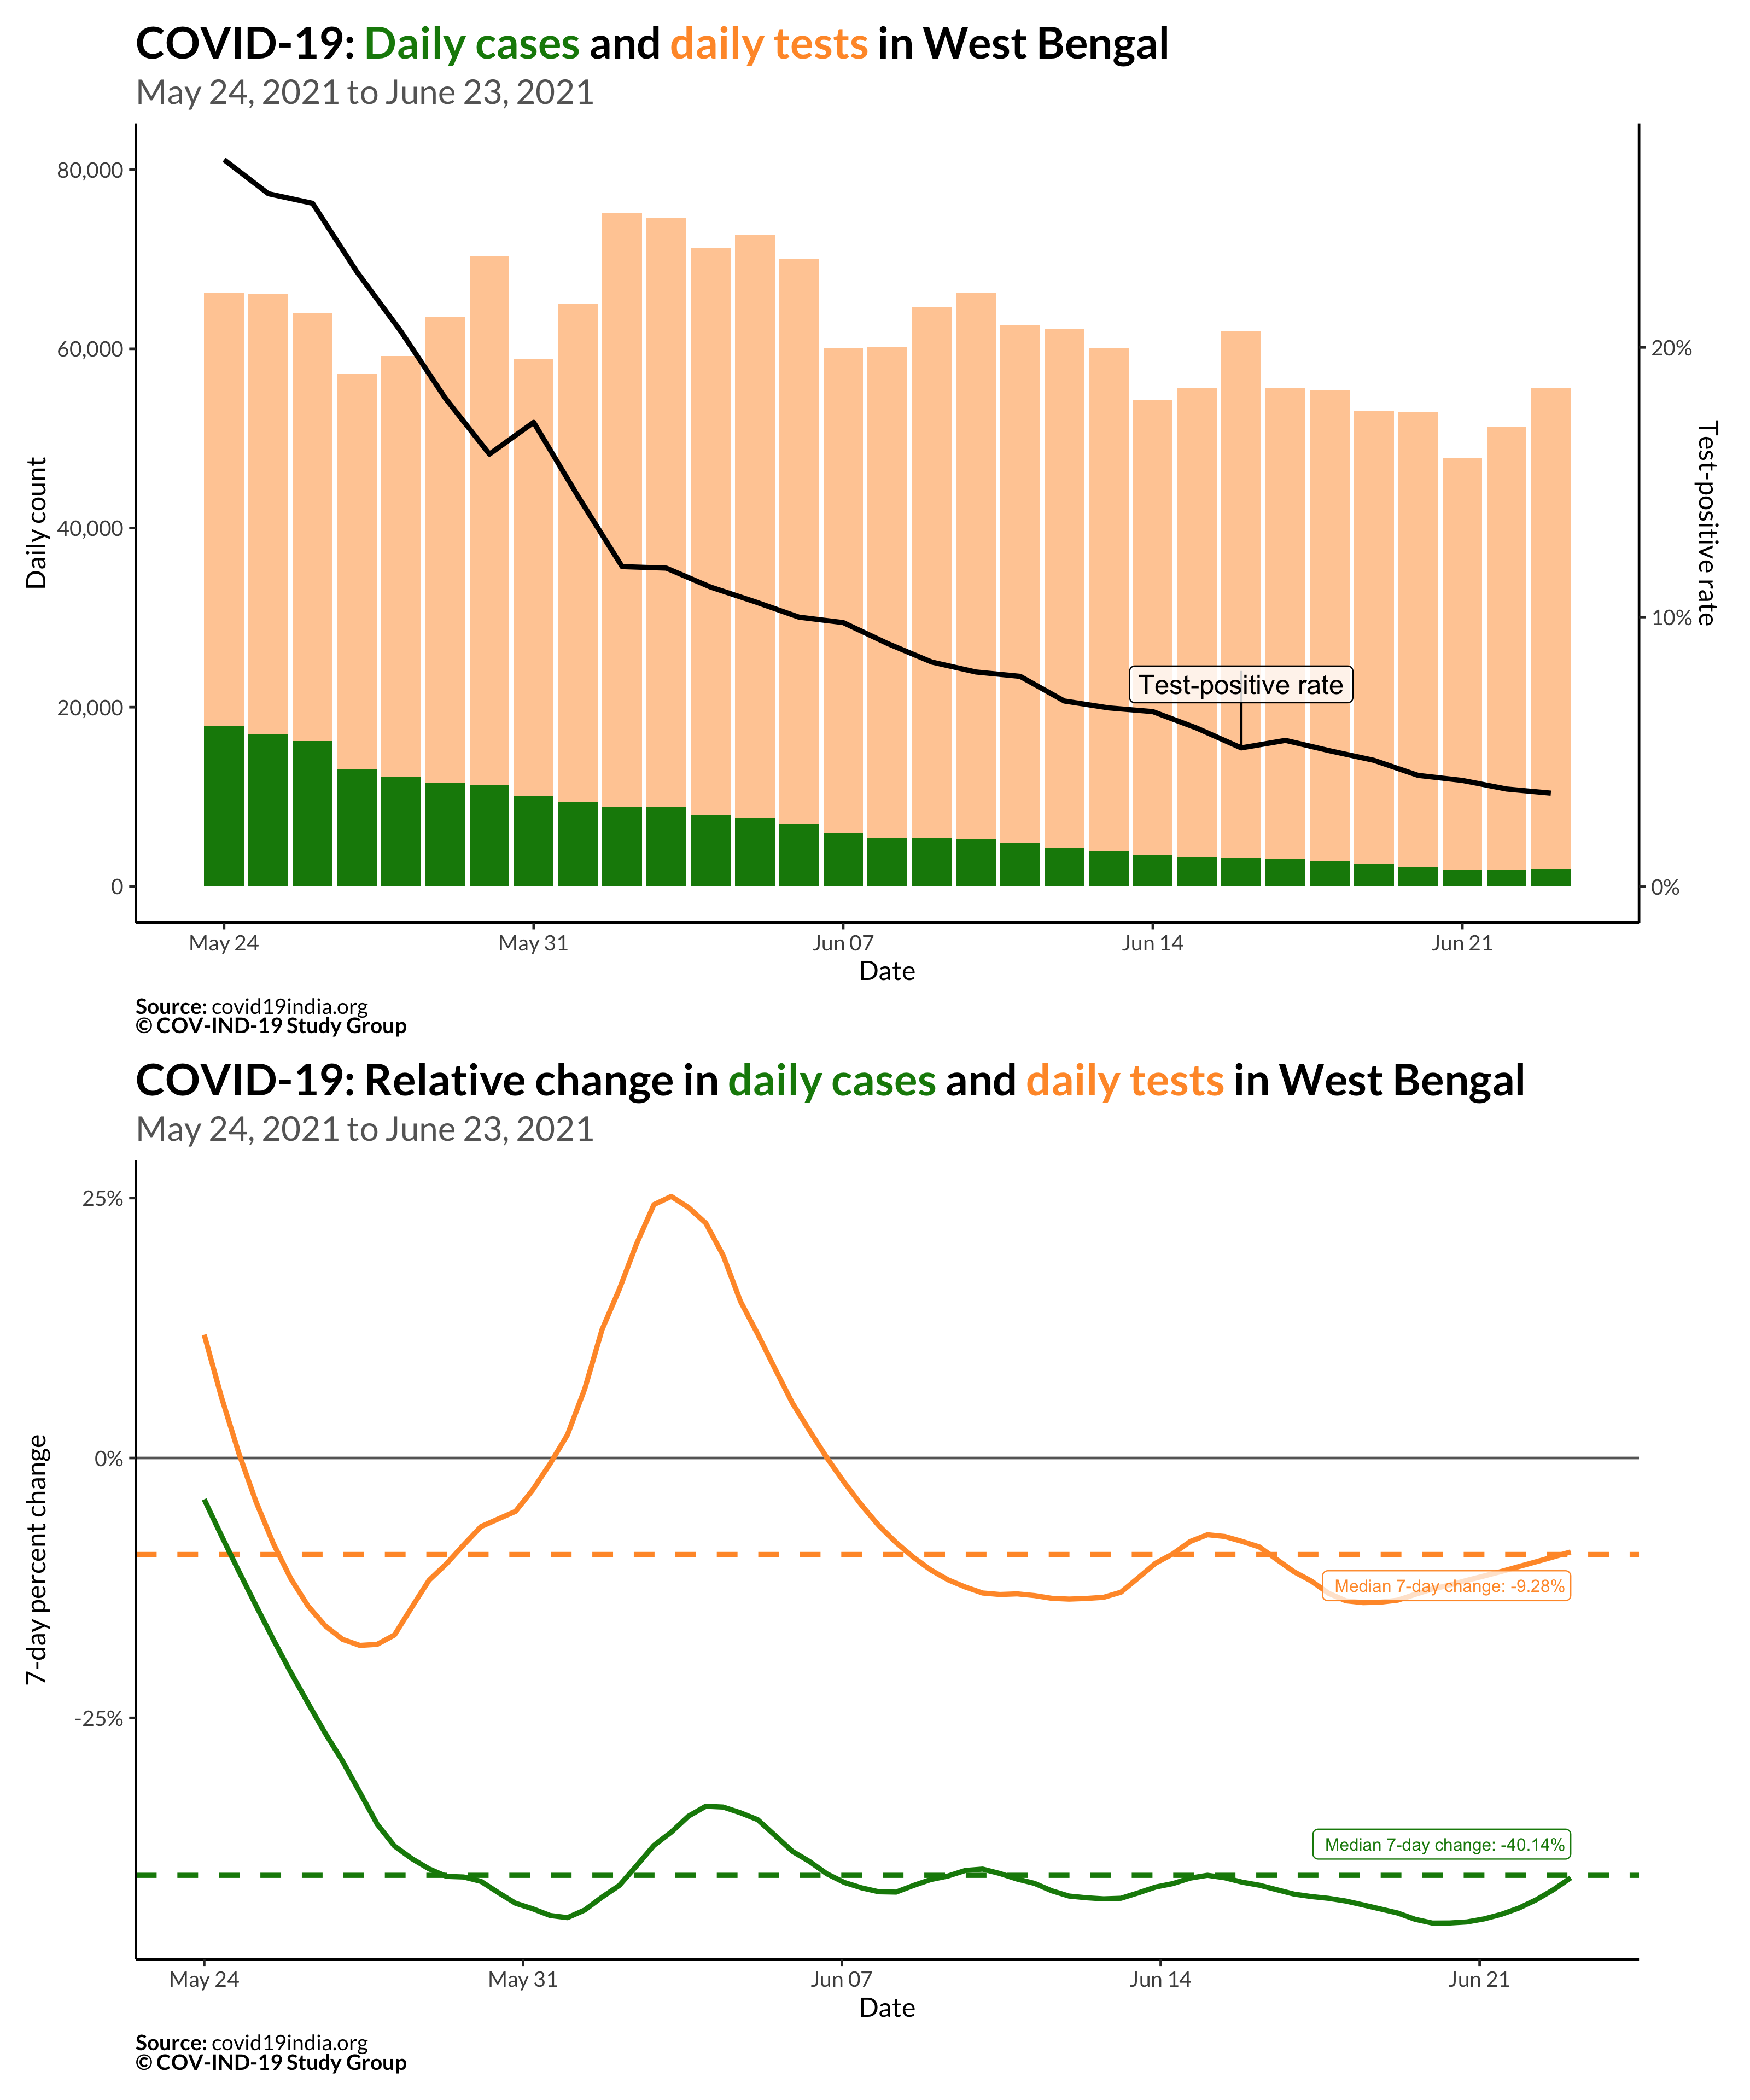 COVID-19: Daily cases and daily tests in West Bengal
May 24, 2021 to June 23, 2021
80,000
60,000
40,000
20,000
0
Daily count
20%
10%
0%
Test-positive rate
Test-positive rate
May 24
May 31
Jun 07
Jun 14
Jun 21
Date
Source: covid19india.org
© COV-IND-19 Study Group
COVID-19: Relative change in daily cases and daily tests in West Bengal
May 24, 2021 to June 23, 2021
25%
0%
-25%
7-day percent change
Median 7-day change: -9.28%
Median 7-day change: -40.14%
May 24
May 31
Jun 07
Jun 14
Jun 21
Date
Source: covid19india.org
© COV-IND-19 Study Group